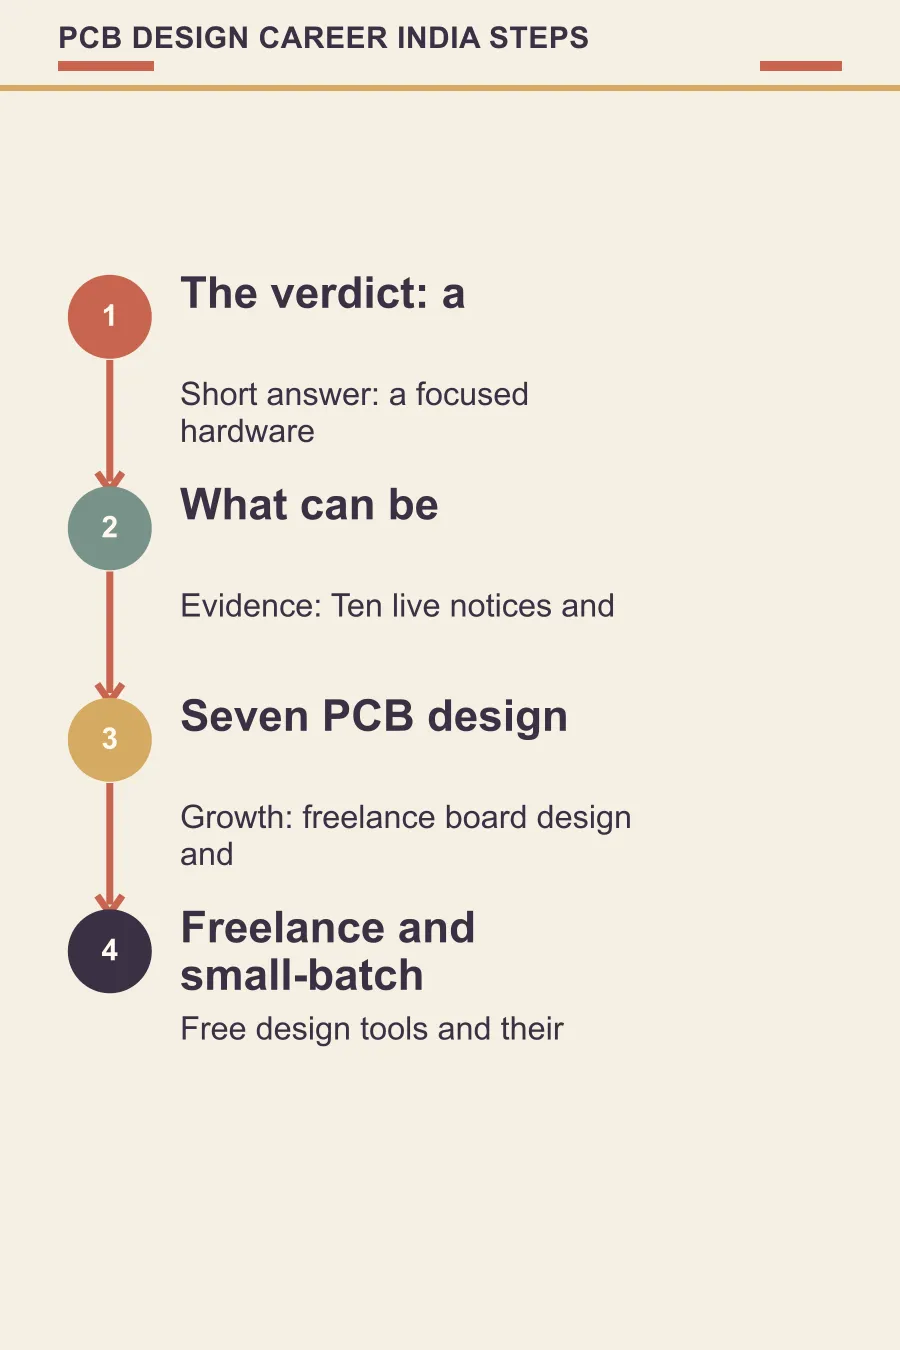 PCB DESIGN CAREER INDIA STEPS
1
The verdict: a
Short answer: a focused
hardware
2
What can be
Evidence: Ten live notices and
3
Seven PCB design
Growth: freelance board design
and
4
Freelance and
small-batch
Free design tools and their